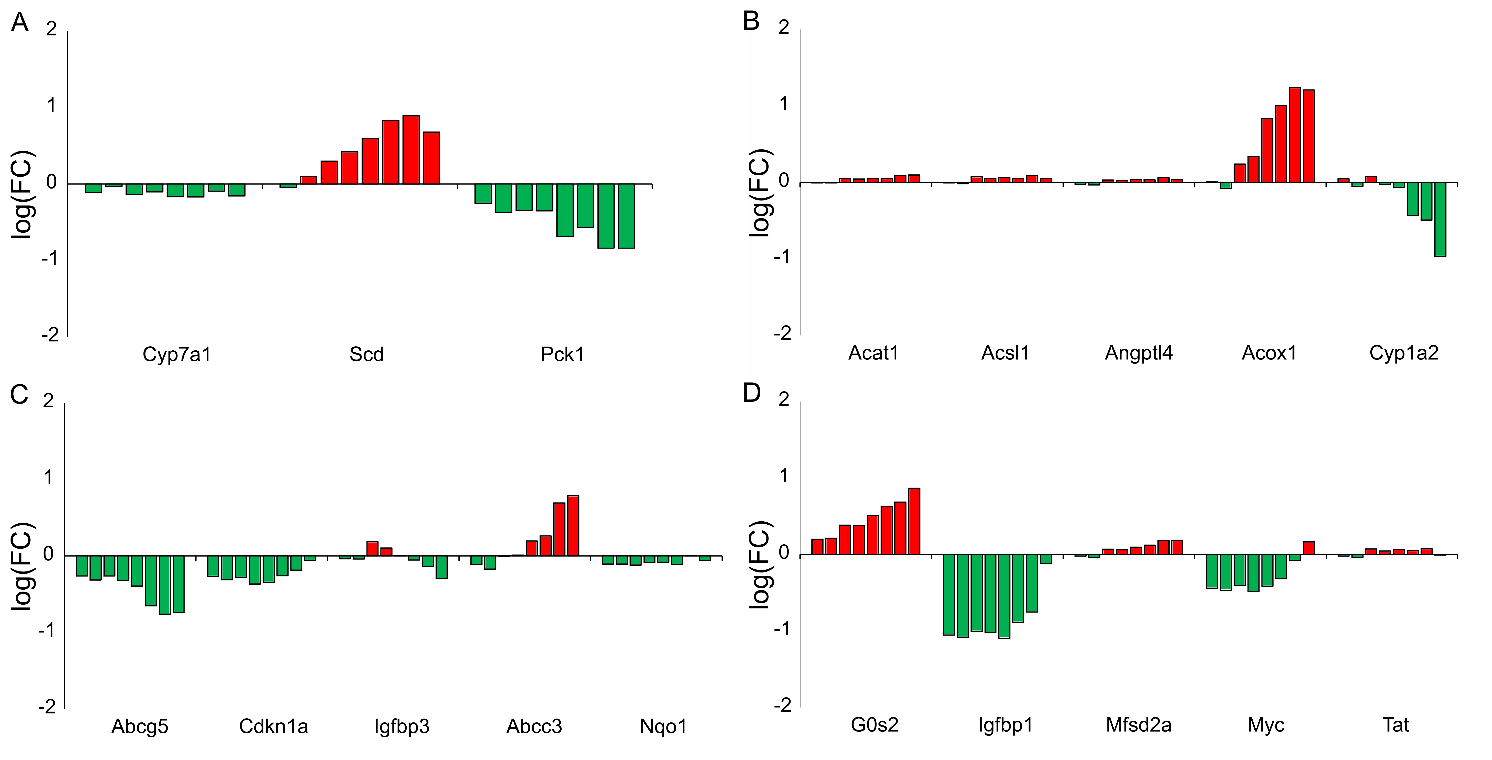 A
2
1
0
-1
-2
log(FC)
Cyp7a1 Scd Pck1
B
2
1
0
-1
-2
log(FC)
Acat1 Acsl1 Angptl4 Acox1 Cyp1a2
C
2
1
0
-1
-2
log(FC)
Abcg5 Cdkn1a Igfbp3 Abcc3 Nqo1
D
2
1
0
-1
-2
log(FC)
G0s2 Igfbp1 Mfsd2a Myc Tat